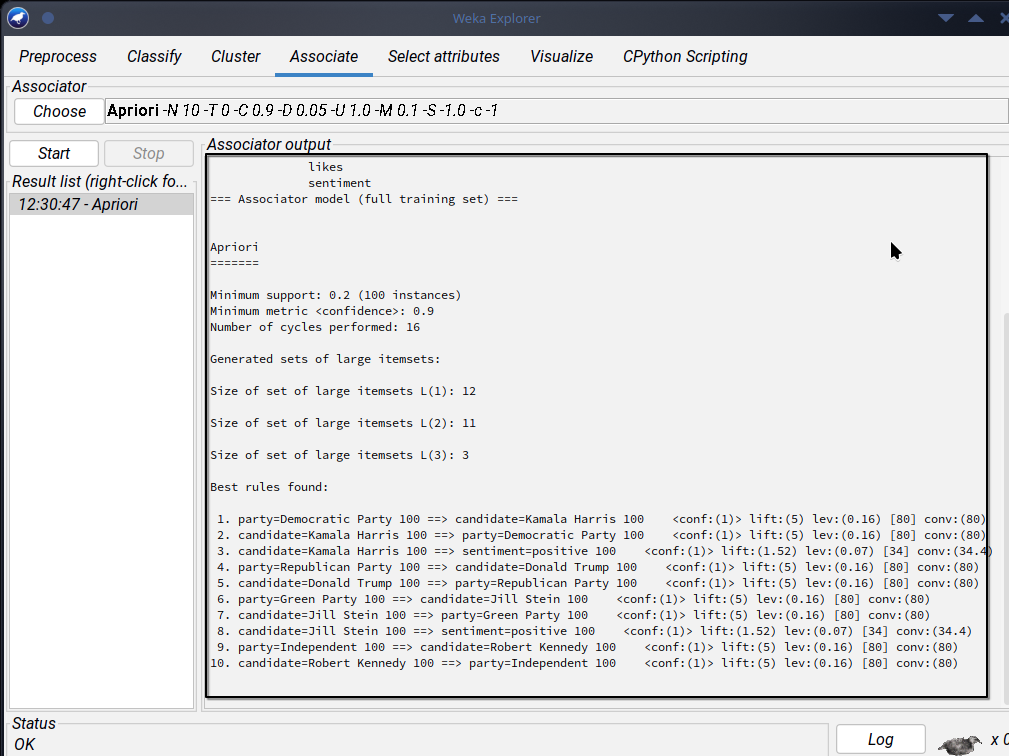 Weka Explorer
Preprocess Classify Cluster Associate Select attributes Visualize CPython Scripting
Associator
Choose Apriori -N 10 -T 0 -C 0.9 -D 0.05 -U 1.0 -M 0.1 -S -1.0 -c -1
Start Stop
Result list (right-click fo...
12:30:47 - Apriori
Associator output
likes
sentiment
=== Associator model (full training set) ===
Apriori
=======
Minimum support: 0.2 (100 instances)
Minimum metric <confidence>: 0.9
Number of cycles performed: 16
Generated sets of large itemsets:
Size of set of large itemsets L(1): 12
Size of set of large itemsets L(2): 11
Size of set of large itemsets L(3): 3
Best rules found:
1. party=Democratic Party 100 ==> candidate=Kamala Harris 100 <conf:(1)> lift:(5) lev:(0.16) [80] conv:(80)
2. candidate=Kamala Harris 100 ==> party=Democratic Party 100 <conf:(1)> lift:(5) lev:(0.16) [80] conv:(80)
3. candidate=Kamala Harris 100 ==> sentiment=positive 100 <conf:(1)> lift:(1.52) lev:(0.07) [34] conv:(34.4)
4. party=Republican Party 100 ==> candidate=Donald Trump 100 <conf:(1)> lift:(5) lev:(0.16) [80] conv:(80)
5. candidate=Donald Trump 100 ==> party=Republican Party 100 <conf:(1)> lift:(5) lev:(0.16) [80] conv:(80)
6. party=Green Party 100 ==> candidate=Jill Stein 100 <conf:(1)> lift:(5) lev:(0.16) [80] conv:(80)
7. candidate=Jill Stein 100 ==> party=Green Party 100 <conf:(1)> lift:(5) lev:(0.16) [80] conv:(80)
8. candidate=Jill Stein 100 ==> sentiment=positive 100 <conf:(1)> lift:(1.52) lev:(0.07) [34] conv:(34.4)
9. party=Independent 100 ==> candidate=Robert Kennedy 100 <conf:(1)> lift:(5) lev:(0.16) [80] conv:(80)
10. candidate=Robert Kennedy 100 ==> party=Independent 100 <conf:(1)> lift:(5) lev:(0.16) [80] conv:(80)
Status
OK
Log
x 0